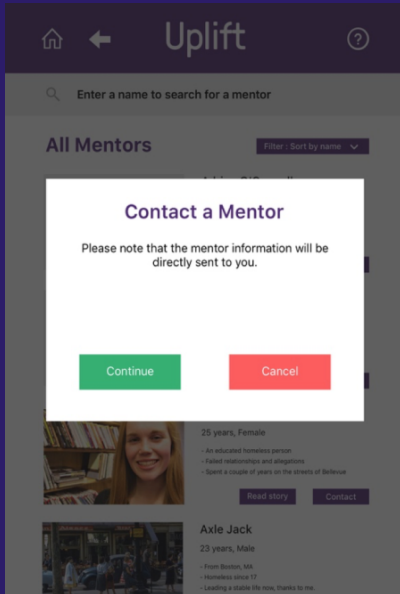 Uplift
?
Enter a name to search for a mentor
All Mentors
Filter : Sort by name
Contact a Mentor
Please note that the mentor information will be
directly sent to you.
Continue
Cancel
25 years, Female
- An educated homeless person
- Failed relationships and allegations
- Spent a couple of years on the streets of Bellevue
Read story
Contact
Axle Jack
23 years, Male
- From Boston, MA
- Homeless since 17
- Leading a stable life now, thanks to me.